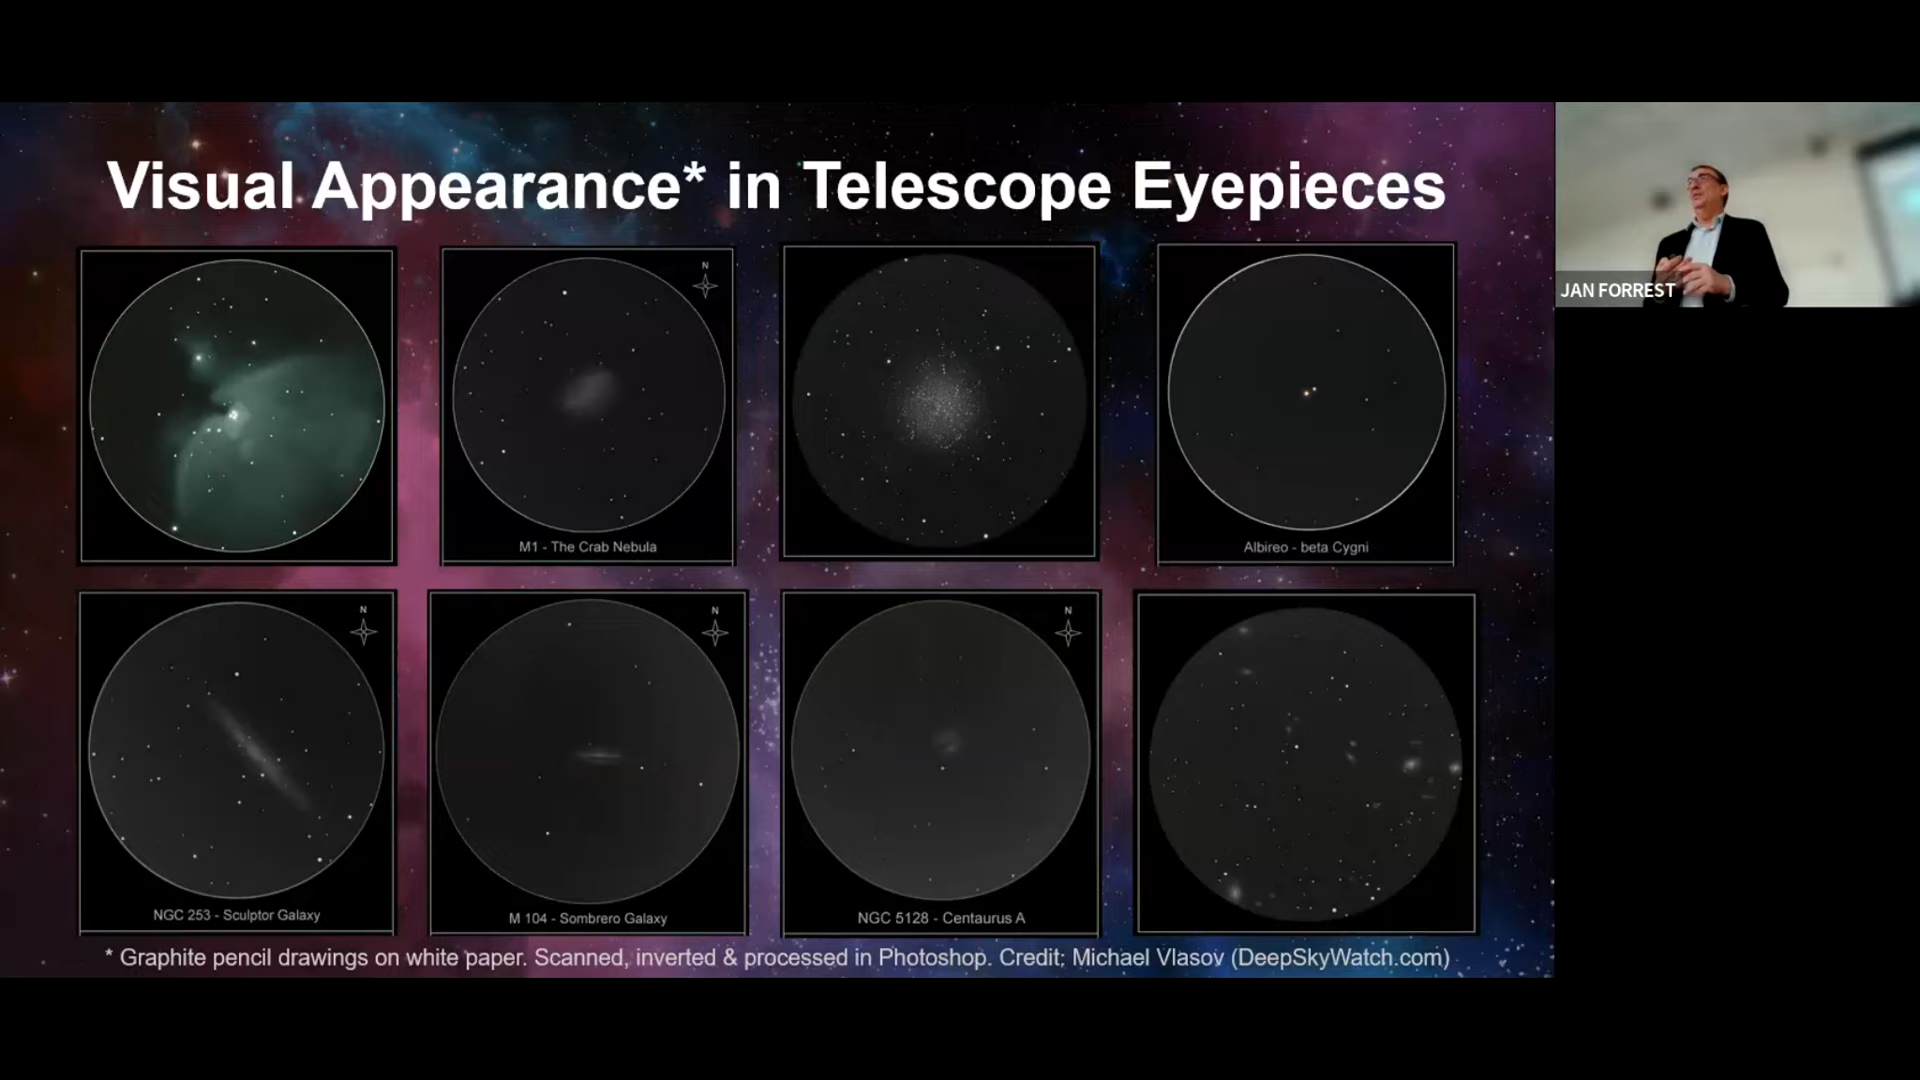 Visual Appearance* in Telescope Eyepieces
JAN FORREST
N
M1 - The Crab Nebula
Albireo - beta Cygni
N
N
N
NGC 253 - Sculptor Galaxy
M 104 - Sombrero Galaxy
NGC 5128 - Centaurus A
* Graphite pencil drawings on white paper. Scanned, inverted & processed in Photoshop. Credit: Michael Vlasov (DeepSkyWatch.com)